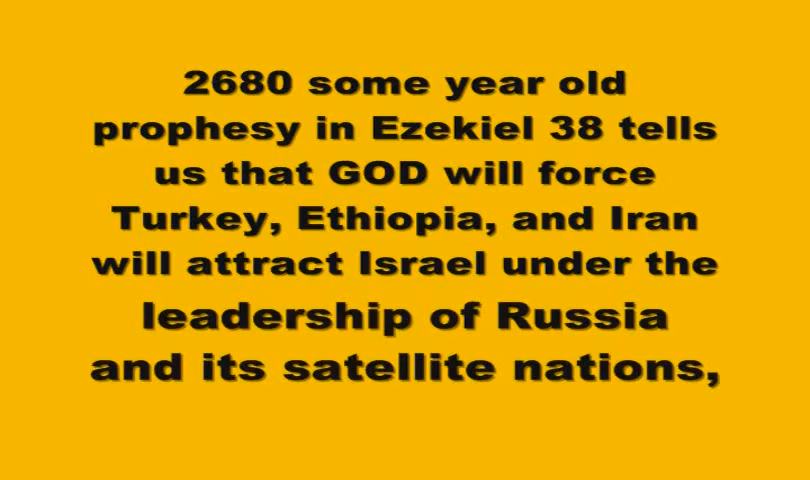 2680 some year old
prophesy in Ezekiel 38 tells
us that GOD will force
Turkey, Ethiopia, and Iran
will attract Israel under the
leadership of Russia
and its satellite nations,